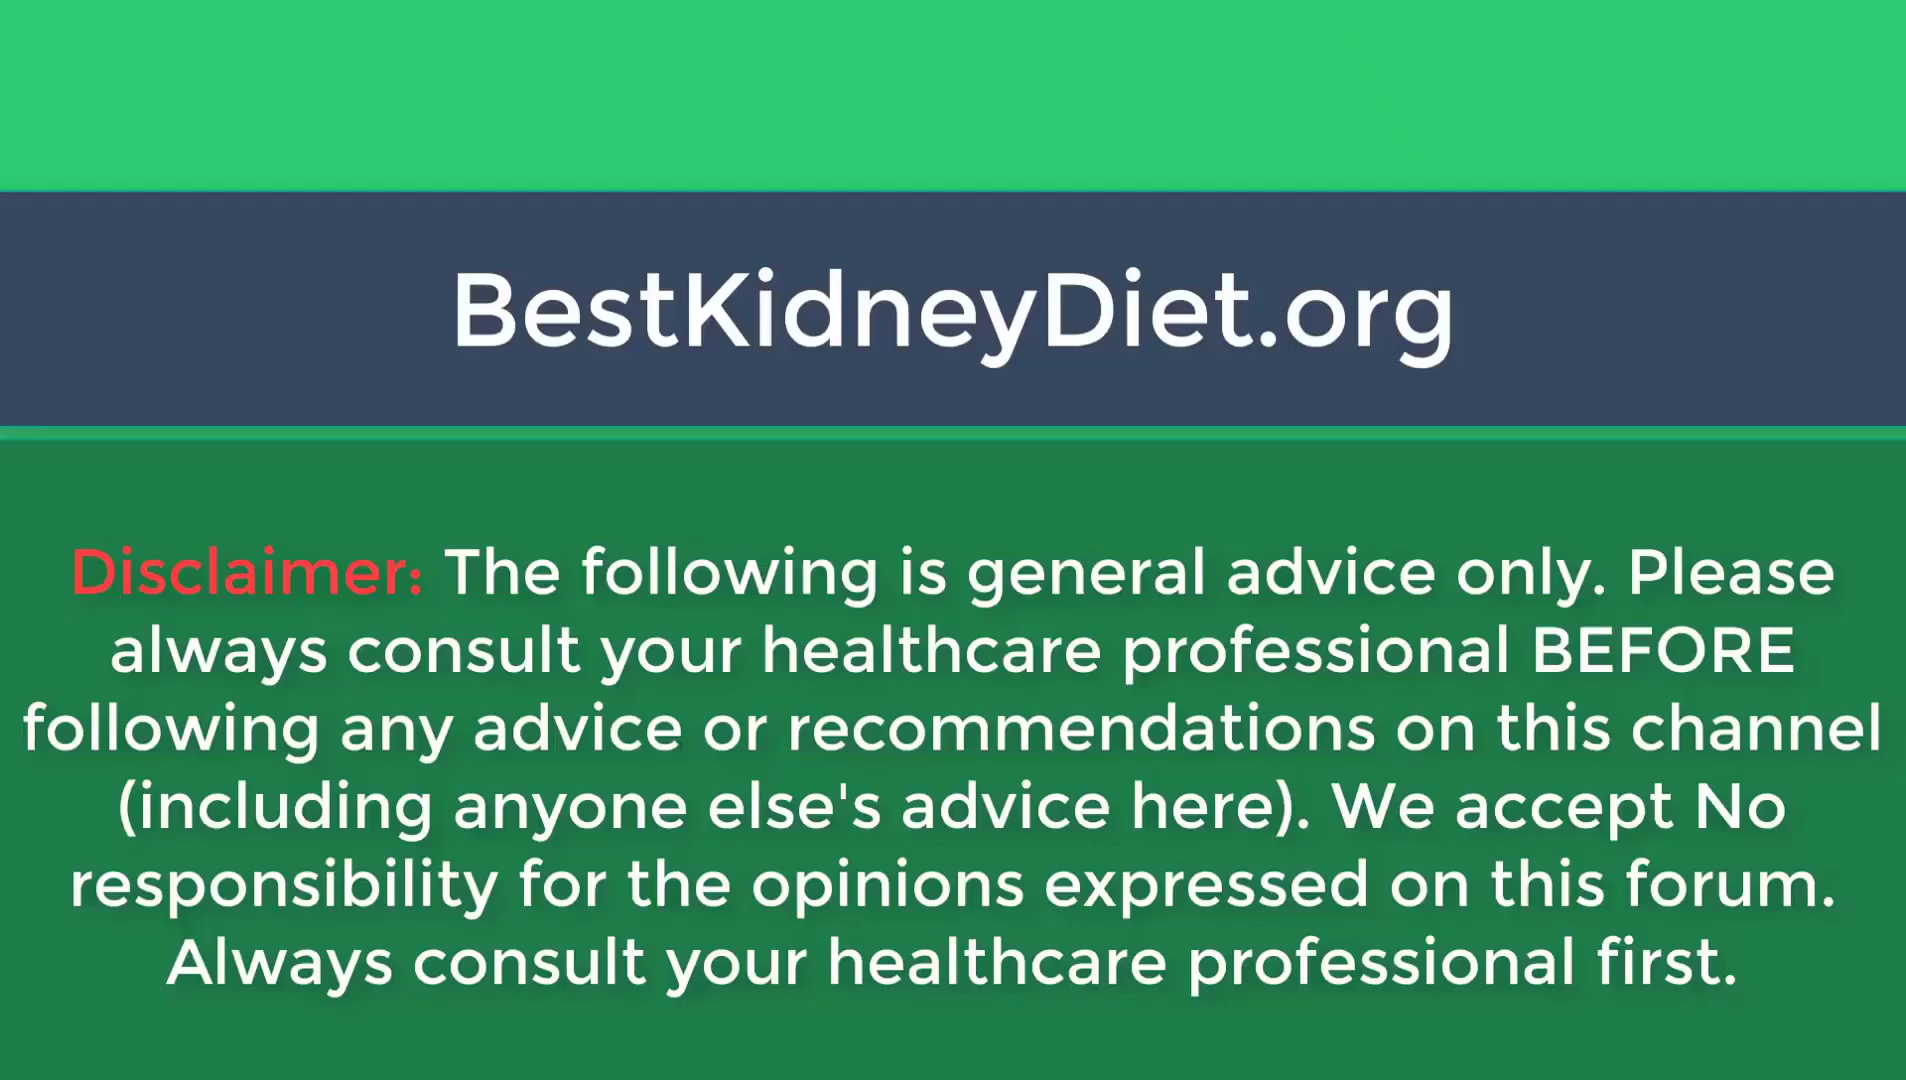 BestKidneyDiet.org
Disclaimer: The following is general advice only. Please
always consult your healthcare professional BEFORE
following any advice or recommendations on this channel
(including anyone else's advice here). We accept No
responsibility for the opinions expressed on this forum.
Always consult your healthcare professional first.